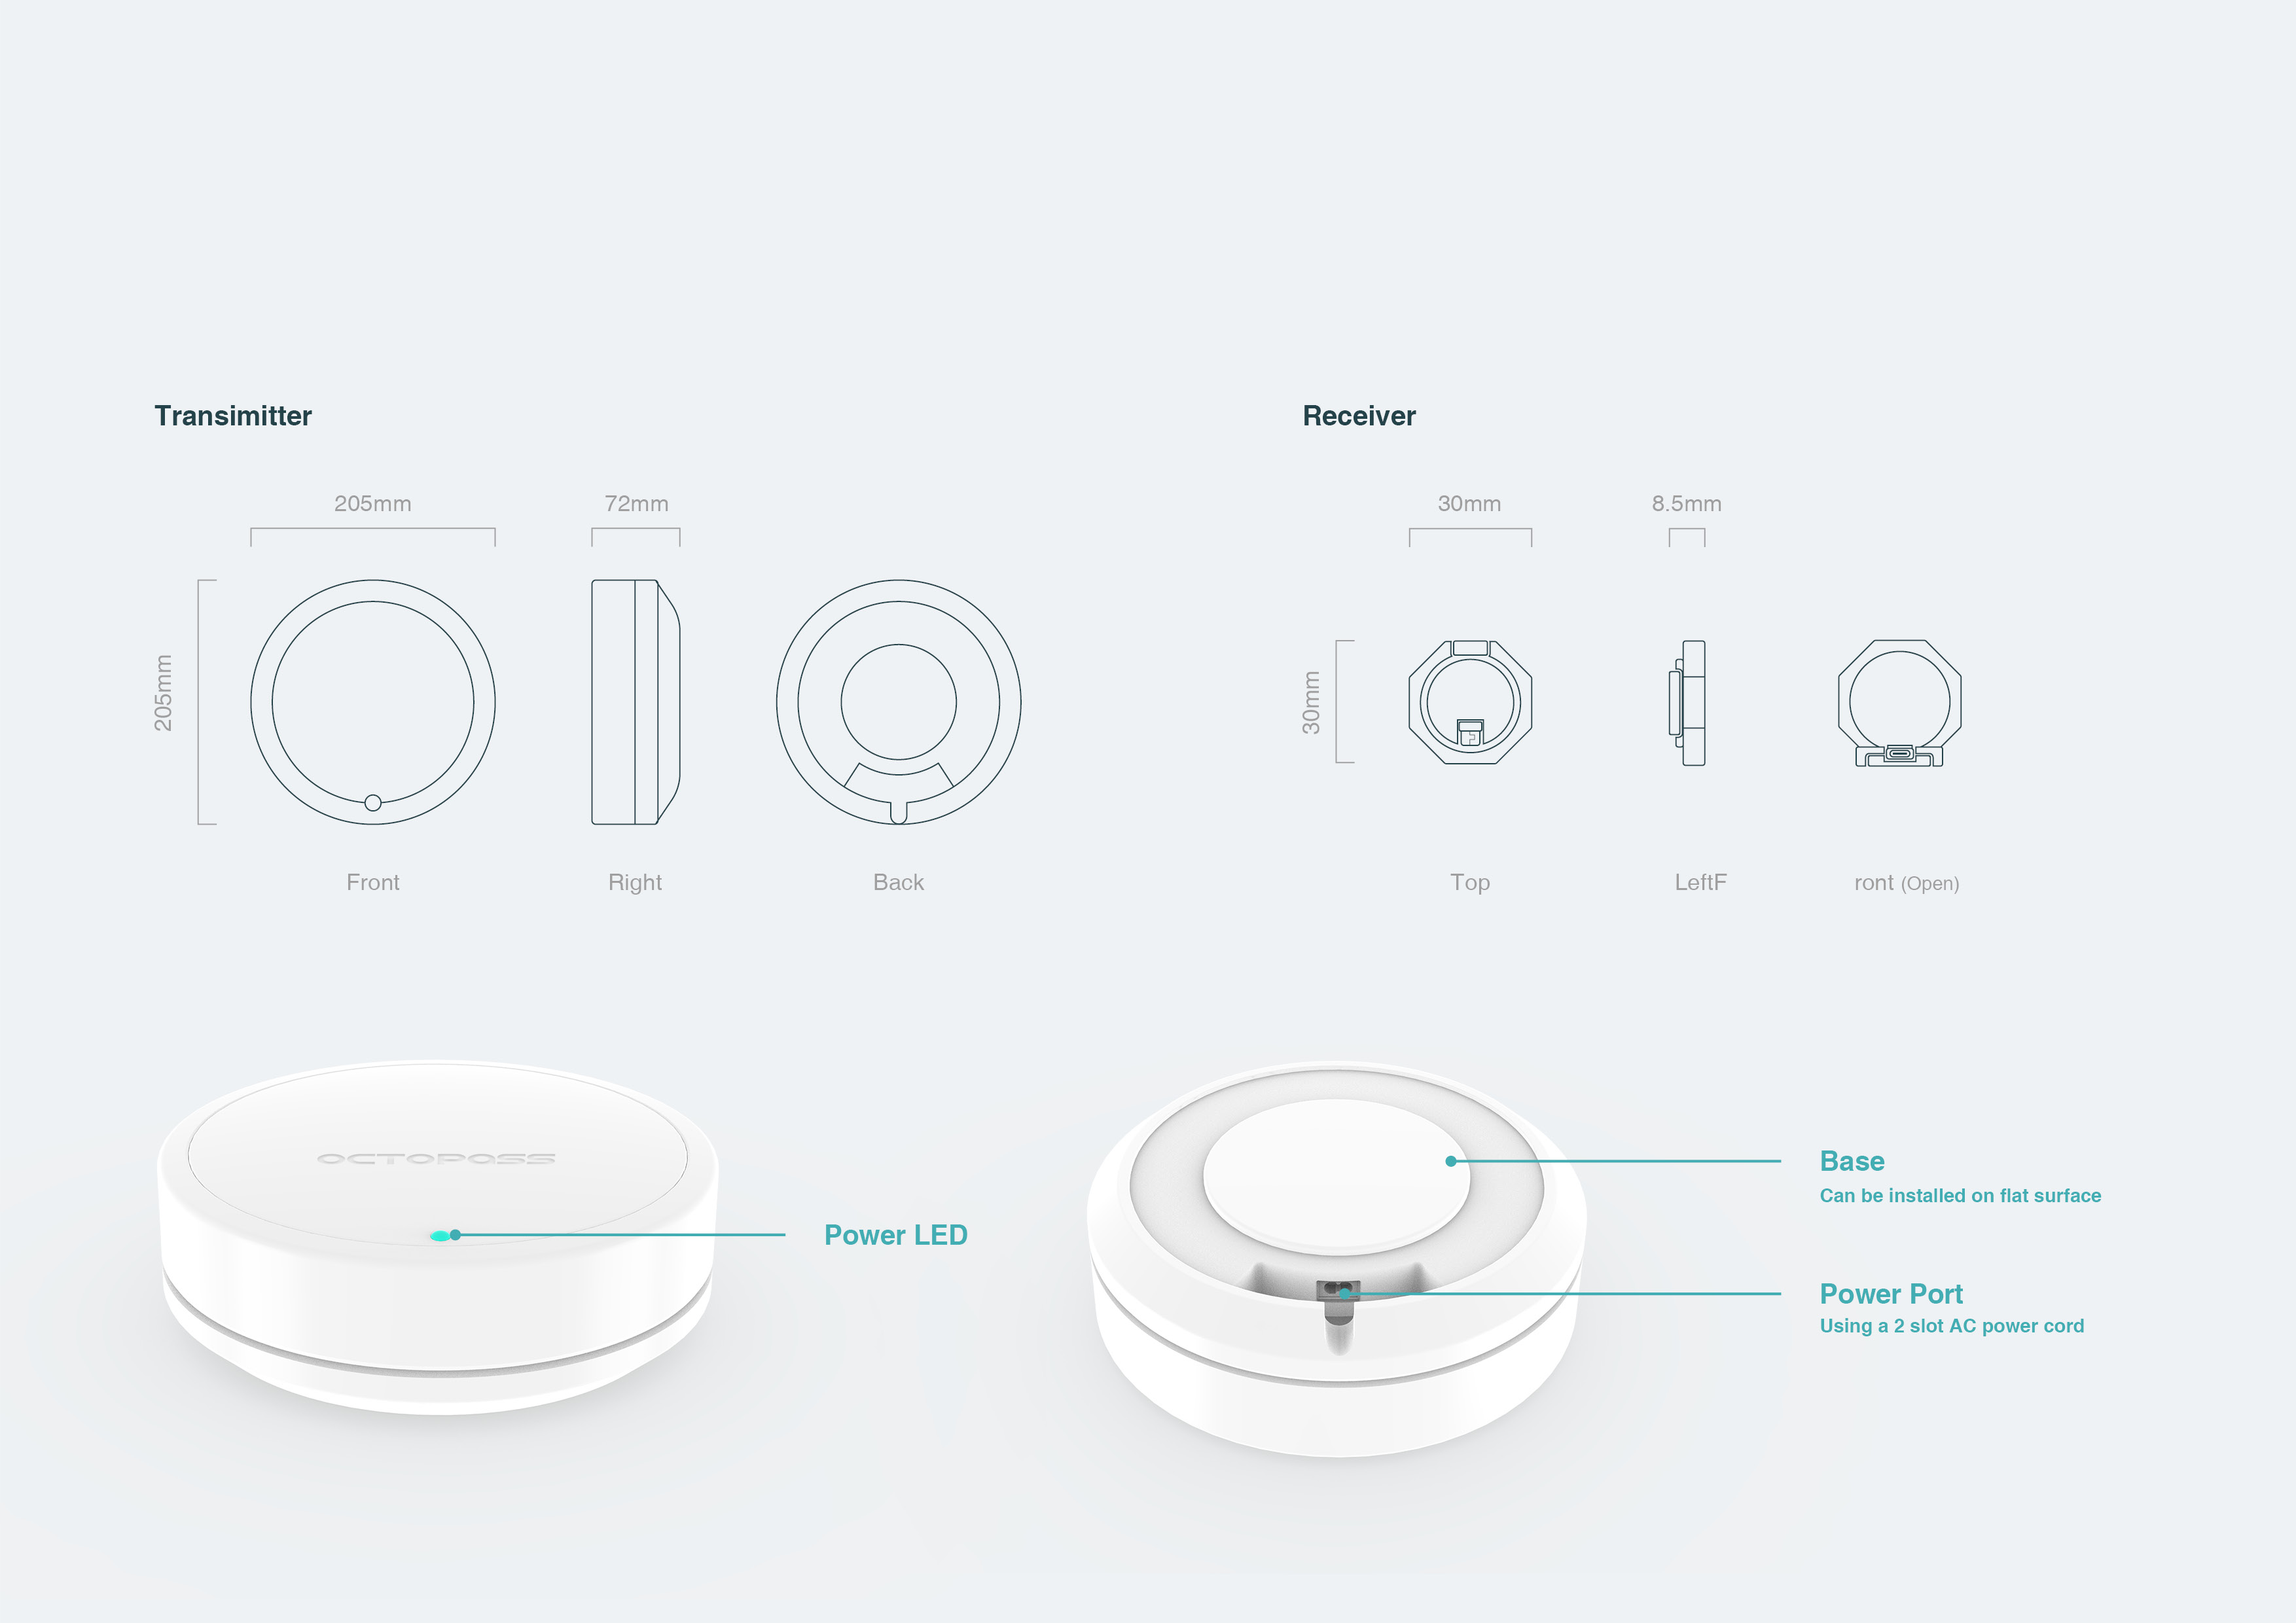 Transimitter
Receiver
205mm
72mm
30mm
8.5mm
205mm
30mm
Front
Right
Back
Top
LeftF
ront (Open)
OCTOPASS
Power LED
Base
Can be installed on flat surface
Power Port
Using a 2 slot AC power cord